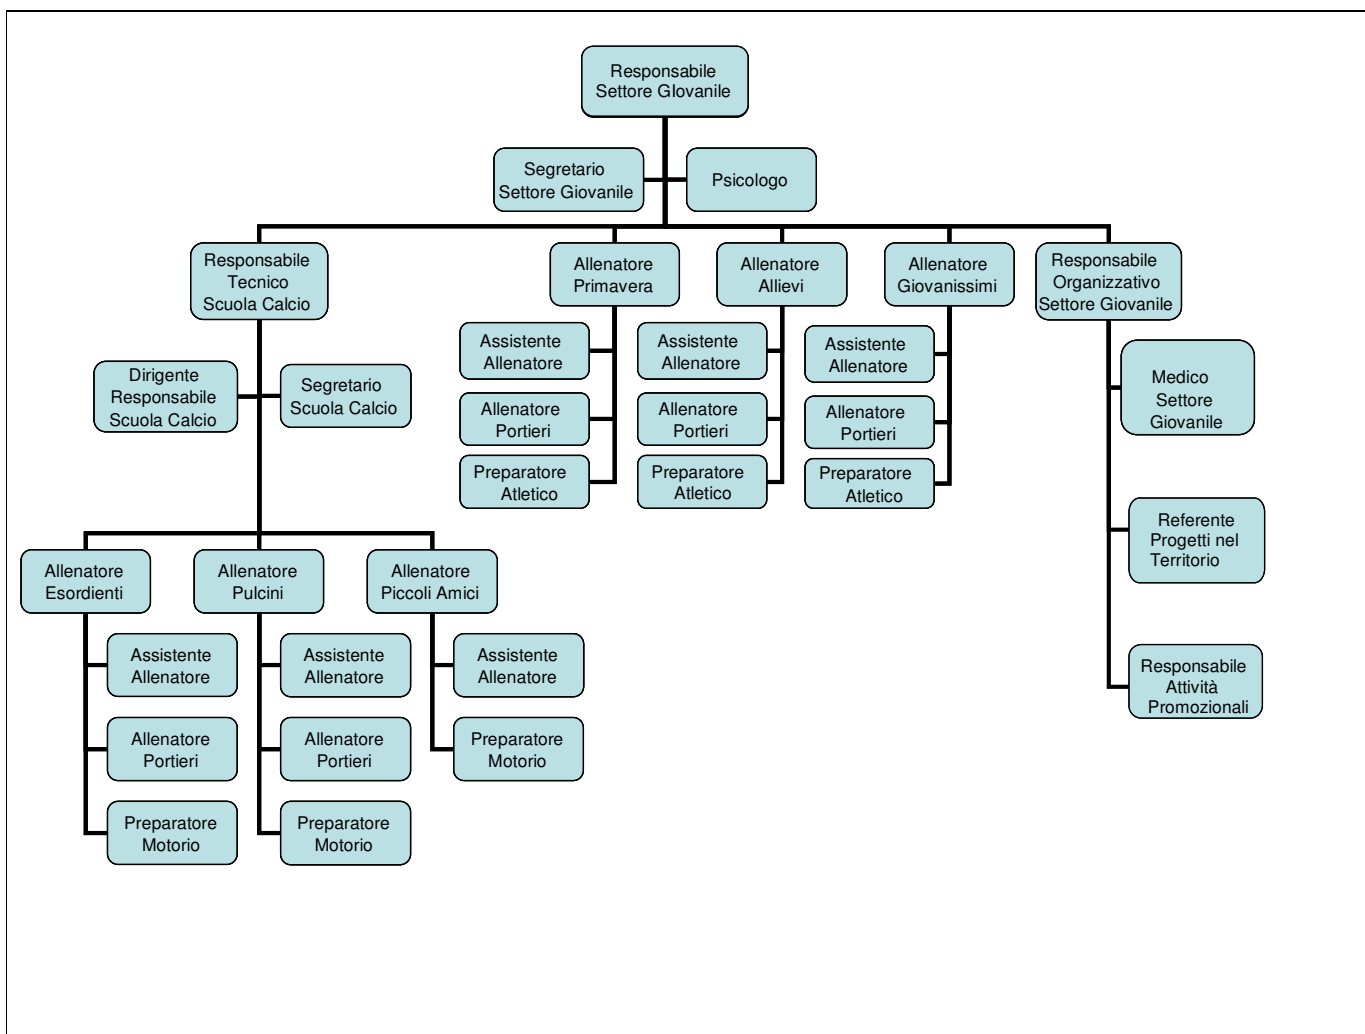 Responsabile
Settore GIovanile
Segretario
Settore Giovanile
Psicologo
Responsabile
Tecnico
Scuola Calcio
Allenatore
Primavera
Allenatore
Allievi
Allenatore
Giovanissimi
Responsabile
Organizzativo
Settore Giovanile
Dirigente
Responsabile
Scuola Calcio
Segretario
Scuola Calcio
Assistente
Allenatore
Allenatore
Portieri
Preparatore
Atletico
Assistente
Allenatore
Allenatore
Portieri
Preparatore
Atletico
Assistente
Allenatore
Allenatore
Portieri
Preparatore
Atletico
Medico
Settore
Giovanile
Referente
Progetti nel
Territorio
Responsabile
Attività
Promozionali
Allenatore
Esordienti
Allenatore
Pulcini
Allenatore
Piccoli Amici
Assistente
Allenatore
Allenatore
Portieri
Preparatore
Motorio
Assistente
Allenatore
Allenatore
Portieri
Preparatore
Motorio
Assistente
Allenatore
Preparatore
Motorio